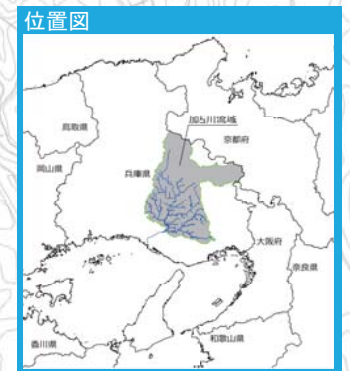 位置図
鳥取県
加古川流域
京都府
岡山県
兵庫県
大阪府
奈良県
香川県
和歌山県